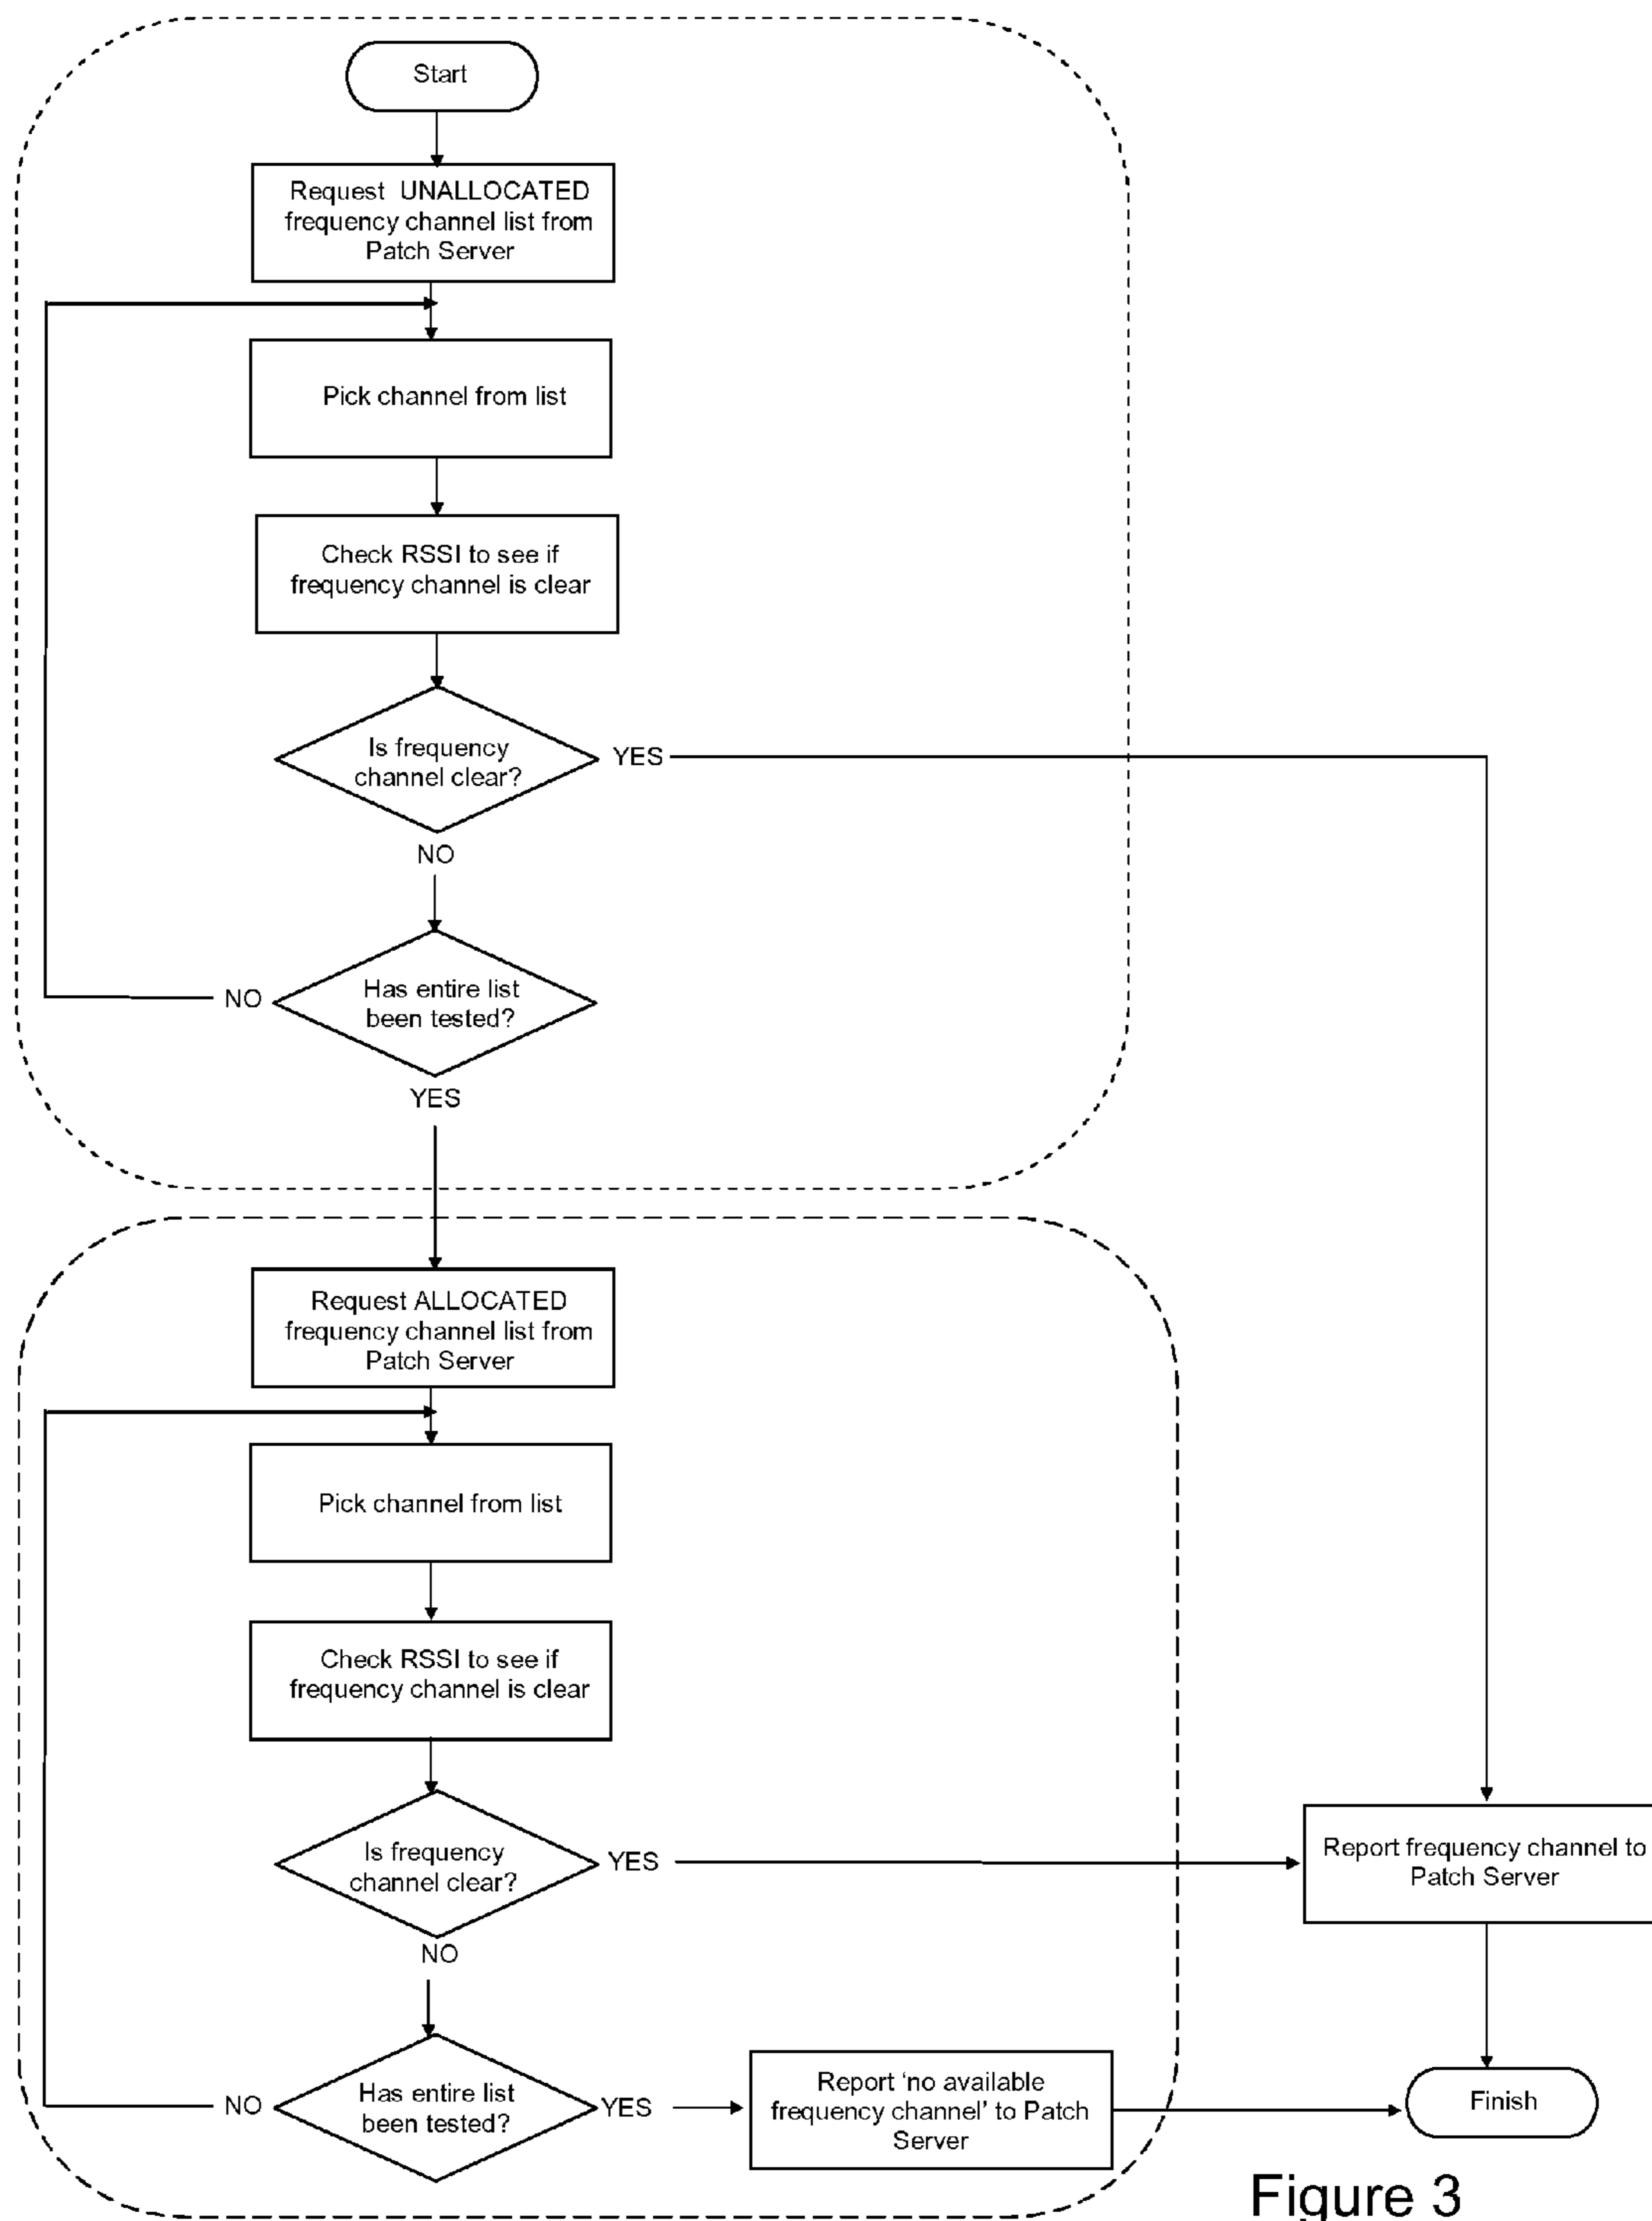 Start
Request UNALLOCATED
frequency channel list from
Patch Server
Pick channel from list
Check RSSI to see if
frequency channel is clear
Is frequency
channel clear?
YES
NO
Has entire list
been tested?
NO
YES
Request ALLOCATED
frequency channel list from
Patch Server
Pick channel from list
Check RSSI to see if
frequency channel is clear
Is frequency
channel clear?
YES
Report frequency channel to
Patch Server
NO
Has entire list
been tested?
NO
YES
Report ‘no available
frequency channel’ to Patch
Server
Finish
Figure 3